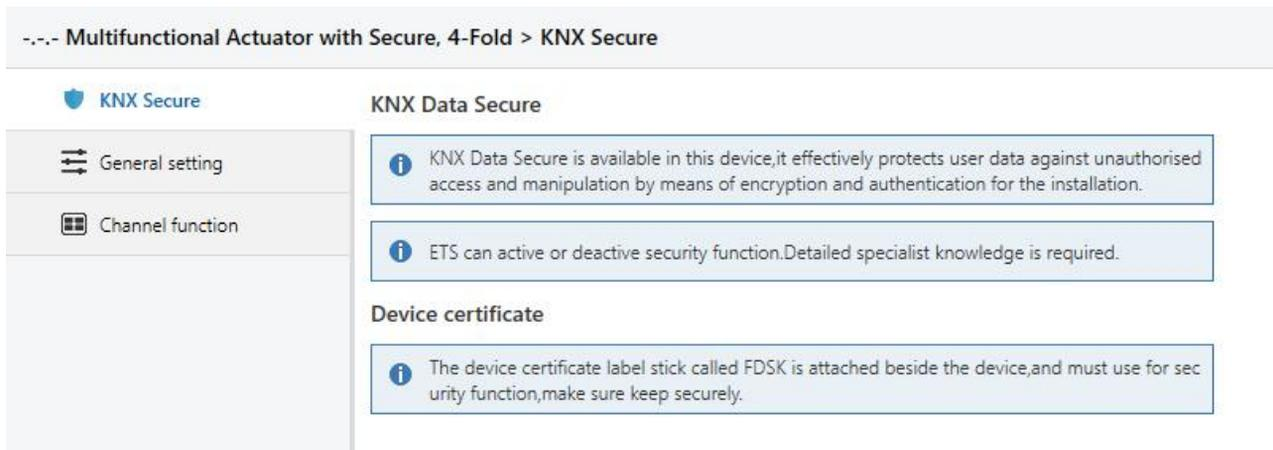 -.-.- Multifunctional Actuator with Secure, 4-Fold > KNX Secure
KNX Secure
General setting
Channel function
KNX Data Secure
KNX Data Secure is available in this device,it effectively protects user data against unauthorised
access and manipulation by means of encryption and authentication for the installation.
ETS can active or deactive security function.Detailed specialist knowledge is required.
Device certificate
The device certificate label stick called FDSK is attached beside the device,and must use for sec
urity function,make sure keep securely.